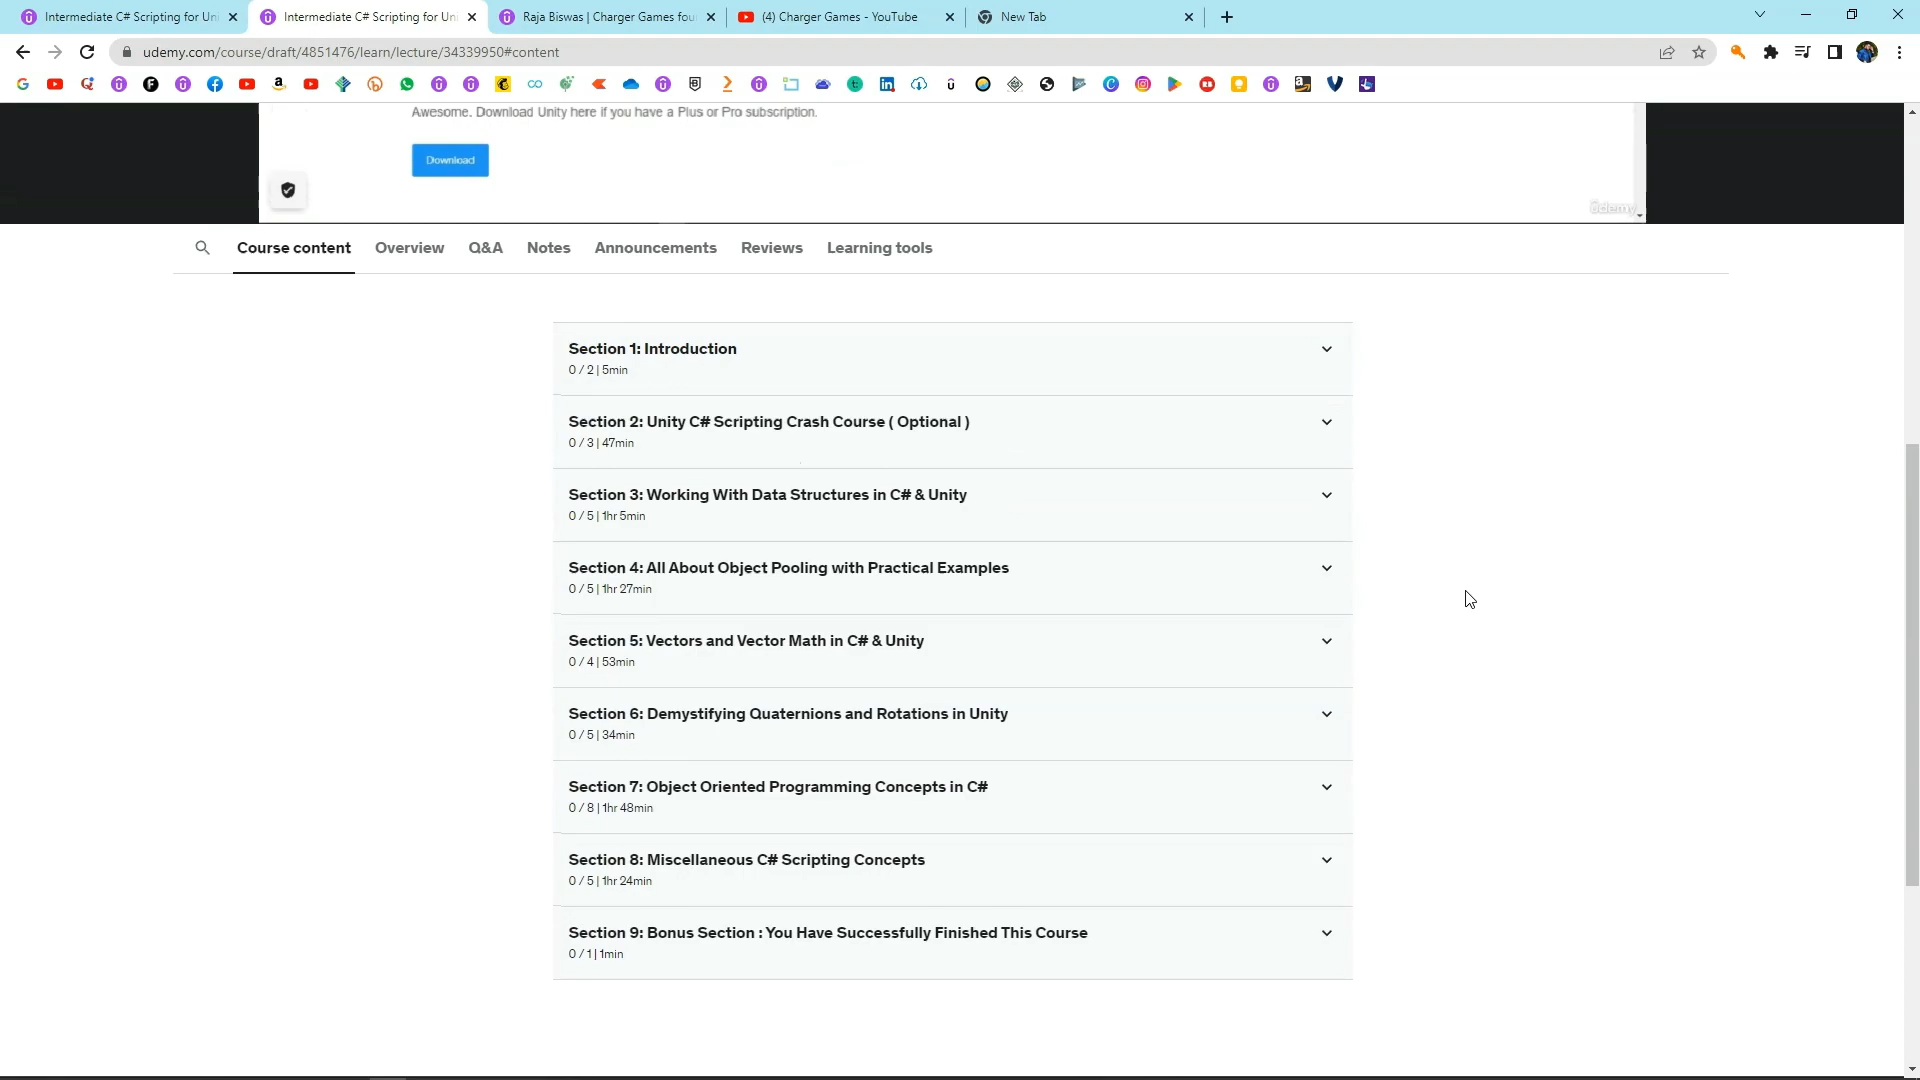 Intermediate C# Scripting for Uni
Intermediate C# Scripting for Uni
Raja Biswas | Charger Games fou
(4) Charger Games - YouTube
New Tab
udemy.com/course/draft/4851476/learn/lecture/34339950#content
Awesome. Download Unity here if you have a Plus or Pro subscription.
Download
ûdemy
Course content
Overview
Q&A
Notes
Announcements
Reviews
Learning tools
Section 1: Introduction
0 / 2 | 5min
Section 2: Unity C# Scripting Crash Course ( Optional )
0 / 3 | 47min
Section 3: Working With Data Structures in C# & Unity
0 / 5 | 1hr 5min
Section 4: All About Object Pooling with Practical Examples
0 / 5 | 1hr 27min
Section 5: Vectors and Vector Math in C# & Unity
0 / 4 | 53min
Section 6: Demystifying Quaternions and Rotations in Unity
0 / 5 | 34min
Section 7: Object Oriented Programming Concepts in C#
0 / 8 | 1hr 48min
Section 8: Miscellaneous C# Scripting Concepts
0 / 5 | 1hr 24min
Section 9: Bonus Section : You Have Successfully Finished This Course
0 / 1 | 1min